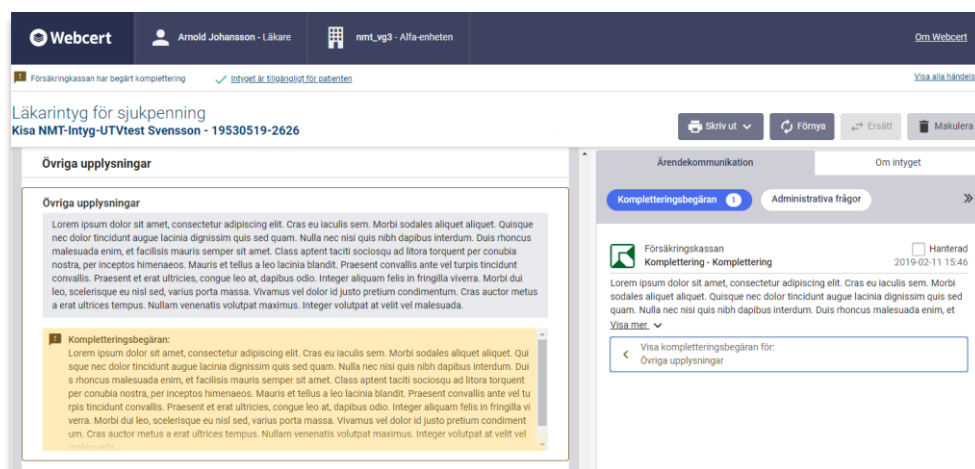 Webcert
Arnold Johansson - Läkare
nmt_vg3 - Alfa-enheten
Om Webcert
Försäkringkassan har begärt komplettering
Intyget är tillgängligt för patienten
Visa alla händels
Läkarintyg för sjukpenning
Kisa NMT-Intyg-UTVtest Svensson - 19530519-2626
Skriv ut
Förnya
Ersätt
Makulera
Övriga upplysningar
Övriga upplysningar
Lorem ipsum dolor sit amet, consectetur adipiscing elit. Cras eu iaculis sem. Morbi sodales aliquet aliquet. Quisque
nec dolor tincidunt augue lacinia dignissim quis sed quam. Nulla nec nisi quis nibh dapibus interdum. Duis rhoncus
malesuada enim, et facilisis mauris semper sit amet. Class aptent taciti sociosqu ad litora torquent per conubia
nostra, per inceptos himenaeos. Mauris et tellus a leo lacinia blandit. Praesent convallis ante vel turpis tincidunt
convallis. Praesent et erat ultricies, congue leo at, dapibus odio. Integer aliquam felis in fringilla viverra. Morbi dui
leo, scelerisque eu nisl sed, varius porta massa. Vivamus vel dolor id justo pretium condimentum. Cras auctor metus
a erat ultrices tempus. Nullam venenatis volutpat maximus. Integer volutpat at velit vel malesuada.
Kompletteringsbegäran:
Lorem ipsum dolor sit amet, consectetur adipiscing elit. Cras eu iaculis sem. Morbi sodales aliquet aliquet. Qui
sque nec dolor tincidunt augue lacinia dignissim quis sed quam. Nulla nec nisi quis nibh dapibus interdum. Dui
s rhoncus malesuada enim, et facilisis mauris semper sit amet. Class aptent taciti sociosqu ad litora torquent
per conubia nostra, per inceptos himenaeos. Mauris et tellus a leo lacinia blandit. Praesent convallis ante vel tu
rpis tincidunt convallis. Praesent et erat ultricies, congue leo at, dapibus odio. Integer aliquam felis in fringilla vi
verra. Morbi dui leo, scelerisque eu nisl sed, varius porta massa. Vivamus vel dolor id justo pretium condiment
um. Cras auctor metus a erat ultrices tempus. Nullam venenatis volutpat maximus. Integer volutpat at velit vel
malesuada.
Ärendekommunikation
Om intyget
Kompletteringsbegäran 1
Administrativa frågor
Försäkringskassan
Komplettering - Komplettering
Hanterad
2019-02-11 15:46
Lorem ipsum dolor sit amet, consectetur adipiscing elit. Cras eu iaculis sem. Morbi
sodales aliquet aliquet. Quisque nec dolor tincidunt augue lacinia dignissim quis sed
quam. Nulla nec nisi quis nibh dapibus interdum. Duis rhoncus malesuada enim, et
Visa mer
Visa kompletteringsbegäran för:
Övriga upplysningar